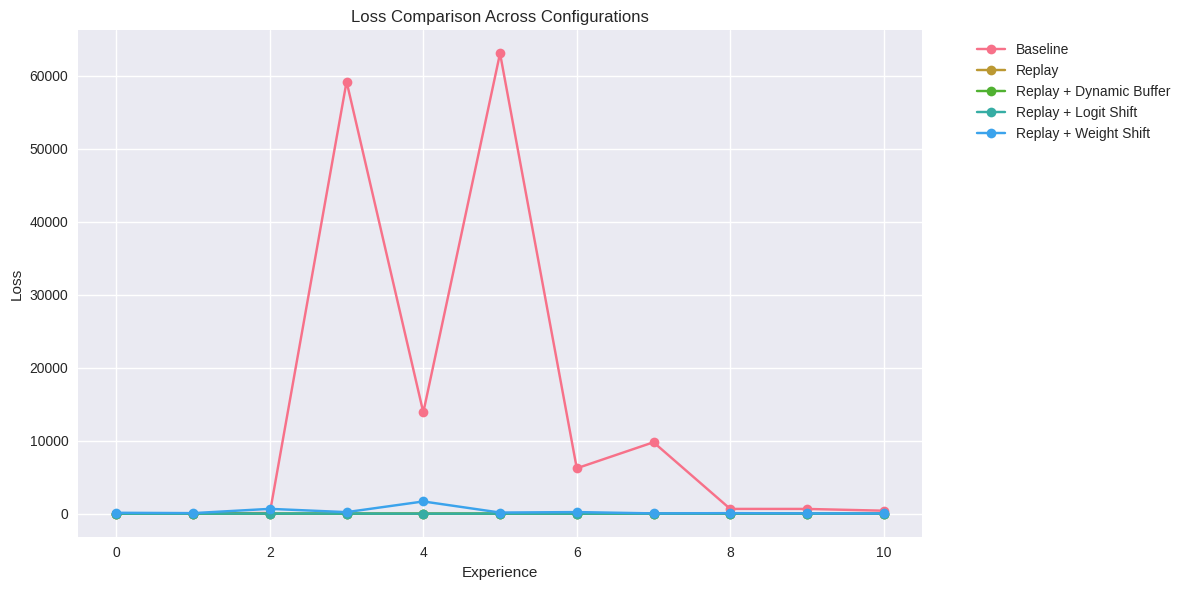 Loss Comparison Across Configurations
Baseline
Replay
Replay + Dynamic Buffer
Replay + Logit Shift
Replay + Weight Shift
Loss
60000
50000
40000
30000
20000
10000
0
0 2 4 6 8 10
Experience